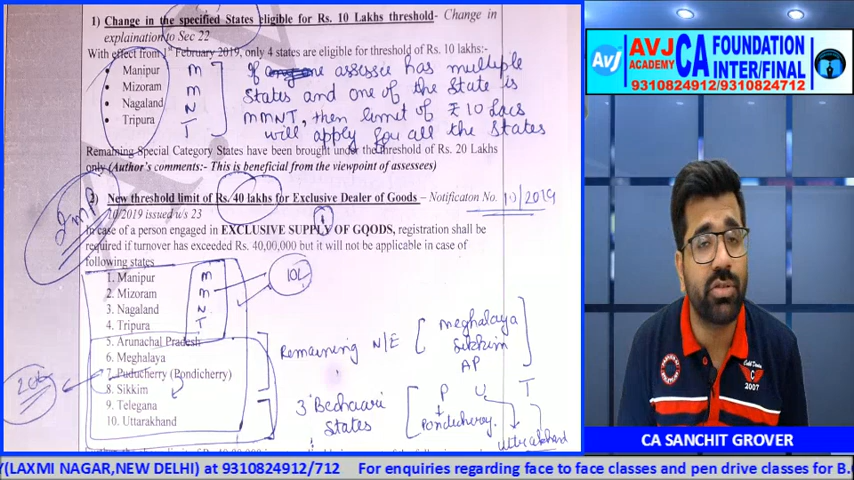 1) Change in the specified States eligible for Rs. 10 Lakhs threshold- Change in
explaination to Sec 22
With effect from 1st February 2019, only 4 states are eligible for threshold of Rs. 10 lakhs:-
• Manipur M
• Mizoram M
• Nagaland N
• Tripura T
If assessee has multiple
States and one of the State is
MMNT, then limit of ₹10 Lacs
will apply for all the States
Remaining Special Category States have been brought under the threshold of Rs. 20 Lakhs
only (Author's comments:- This is beneficial from the viewpoint of assessees)
Imp
2) New threshold limit of Rs. 40 lakhs for Exclusive Dealer of Goods – Notificaton No. 10/2019
10/2019 issued u/s 23
In case of a person engaged in EXCLUSIVE SUPPLY OF GOODS, registration shall be
required if turnover has exceeded Rs. 40,00,000 but it will not be applicable in case of
following states
1. Manipur M
2. Mizoram M
3. Nagaland N
4. Tripura T
10L
5. Arunachal Pradesh
6. Meghalaya
7. Puducherry (Pondicherry)
8. Sikkim
9. Telegana
10. Uttarakhand
20L
Remaining N/E
Meghalaya
Sikkim
AP
3 Bechaari
States
P U T
Pondicheray
Uttrakhand
AVJ
AVJ
ACADEMY
CA FOUNDATION
INTER/FINAL
9310824912/9310824712
2007
CA SANCHIT GROVER
Y(LAXMI NAGAR,NEW DELHI) at 9310824912/712 For enquiries regarding face to face classes and pen drive classes for B.